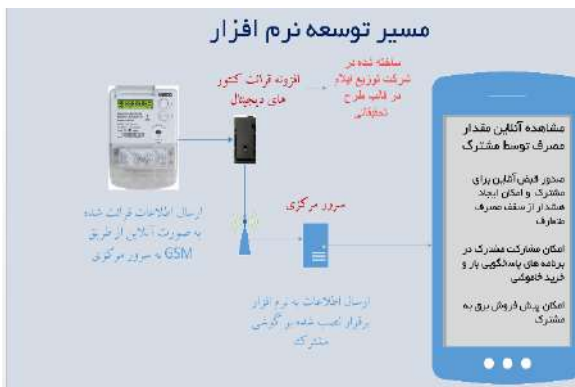 مسیر توسعه نرم افزار
ساخته شده در
شرکت توزیع ایلام
در قالب طرح
تحقیقاتی
افزونه قرائت کنتور
های دیجیتال
ارسال اطلاعات قرائت شده
به صورت آنلاین از طریق
GSM به سرور مرکزی
سرور مرکزی
ارسال اطلاعات به نرم افزار
برقرار نصب شده بر گوشی
مشترک
مشاهده آنلاین مقدار
مصرف توسط مشترک
صدور قبض آنلاین برای
مشترک و امکان ایجاد
هشدار از سقف مصرف
متعارف
امکان مشارکت مشترک در
برنامه های پاسخگویی بار و
خرید خاموشی
امکان پیش فروش برق به
مشترک